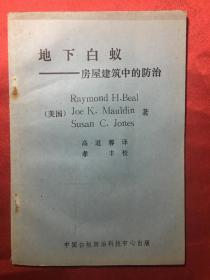 地下白蚁
——房屋建筑中的防治
Raymond H·Beal
(美国) Joe K. Mauldin 著
Susan C. Jones
高道蓉 译
孝丰 校
中国白蚁防治科技中心出版